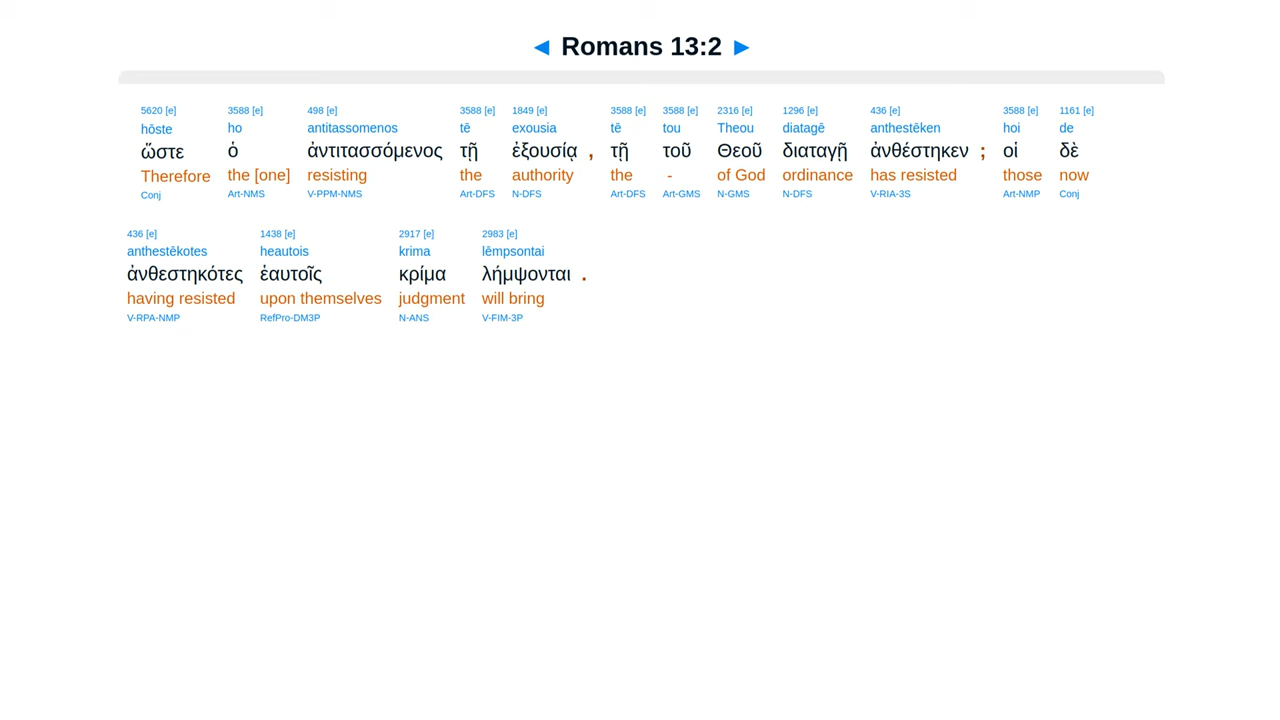 ◄ Romans 13:2 ►
5620 [e] 3588 [e] 498 [e] 3588 [e] 1849 [e] 3588 [e] 3588 [e] 2316 [e] 1296 [e] 436 [e] 3588 [e] 1161 [e]
hōste ho antitassomenos tē exousia tē tou Theou diatagē anthestēken hoi de
ὥστε ὁ ἀντιτασσόμενος τῇ ἐξουσίᾳ , τῇ τοῦ Θεοῦ διαταγῇ ἀνθέστηκεν ; οἱ δὲ
Therefore the [one] resisting the authority the - of God ordinance has resisted those now
Conj Art-NMS V-PPM-NMS Art-DFS N-DFS Art-DFS Art-GMS N-GMS N-DFS V-RIA-3S Art-NMP Conj
436 [e] 1438 [e] 2917 [e] 2983 [e]
anthestēkotes heautois krima lēmpsontai
ἀνθεστηκότες ἑαυτοῖς κρίμα λήμψονται .
having resisted upon themselves judgment will bring
V-RPA-NMP RefPro-DM3P N-ANS V-FIM-3P